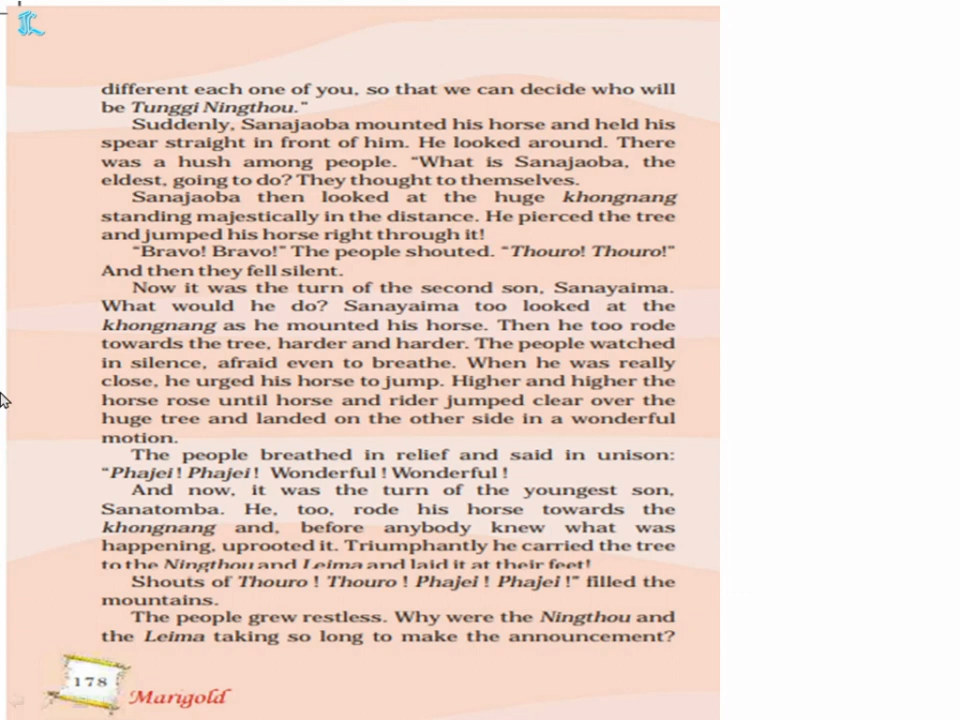 different each one of you, so that we can decide who will
be Tunggi Ningthou."
Suddenly, Sanajaoba mounted his horse and held his
spear straight in front of him. He looked around. There
was a hush among people. "What is Sanajaoba, the
eldest, going to do? They thought to themselves.
Sanajaoba then looked at the huge khongnang
standing majestically in the distance. He pierced the tree
and jumped his horse right through it!
"Bravo! Bravo!" The people shouted. "Thouro! Thouro!"
And then they fell silent.
Now it was the turn of the second son, Sanayaima.
What would he do? Sanayaima too looked at the
khongnang as he mounted his horse. Then he too rode
towards the tree, harder and harder. The people watched
in silence, afraid even to breathe. When he was really
close, he urged his horse to jump. Higher and higher the
horse rose until horse and rider jumped clear over the
huge tree and landed on the other side in a wonderful
motion.
The people breathed in relief and said in unison:
"Phajei ! Phajei ! Wonderful ! Wonderful !
And now, it was the turn of the youngest son,
Sanatomba. He, too, rode his horse towards the
khongnang and, before anybody knew what was
happening, uprooted it. Triumphantly he carried the tree
to the Ningthou and Leima and laid it at their feet!
Shouts of Thouro ! Thouro ! Phajei ! Phajei !" filled the
mountains.
The people grew restless. Why were the Ningthou and
the Leima taking so long to make the announcement?
178
Marigold